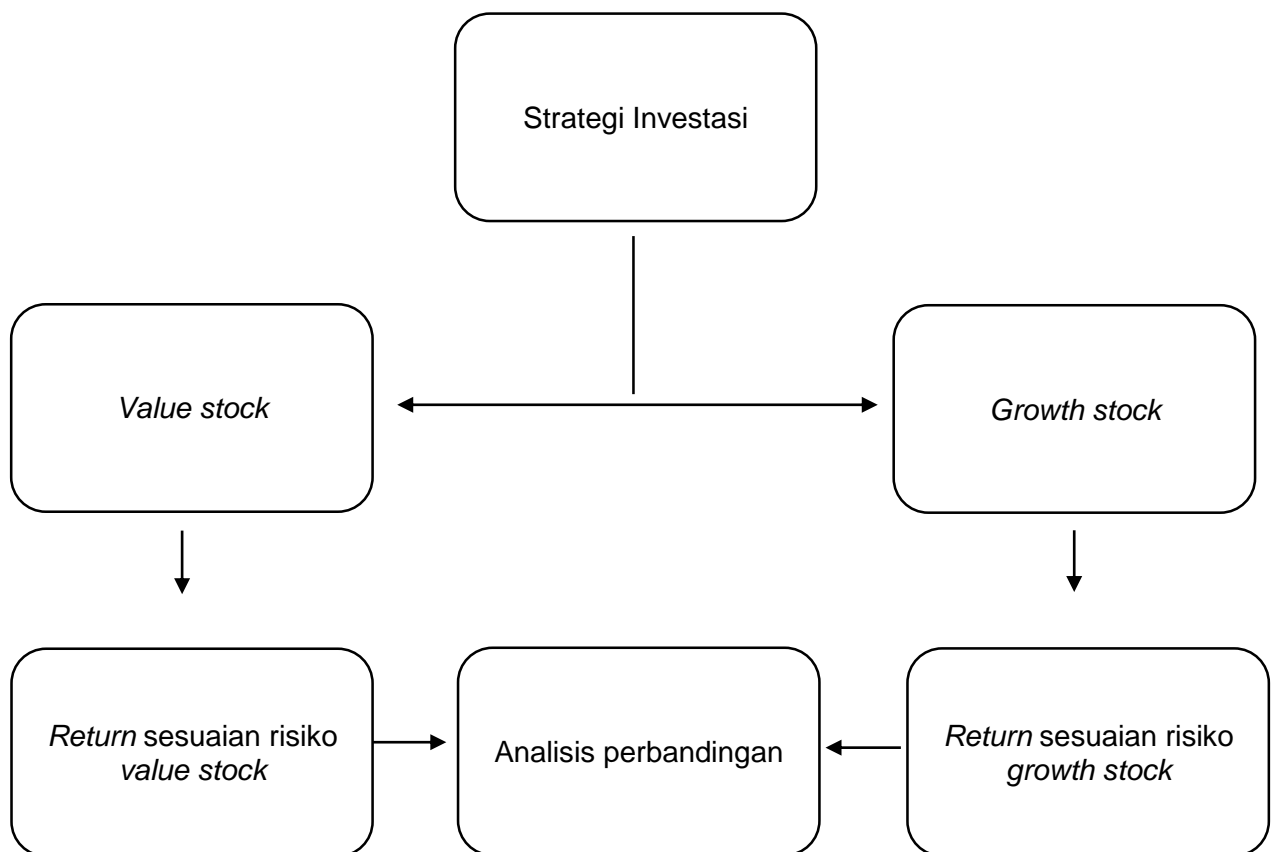 Strategi Investasi
Value stock
Growth stock
Return sesuaian risiko
value stock
Analisis perbandingan
Return sesuaian risiko
growth stock